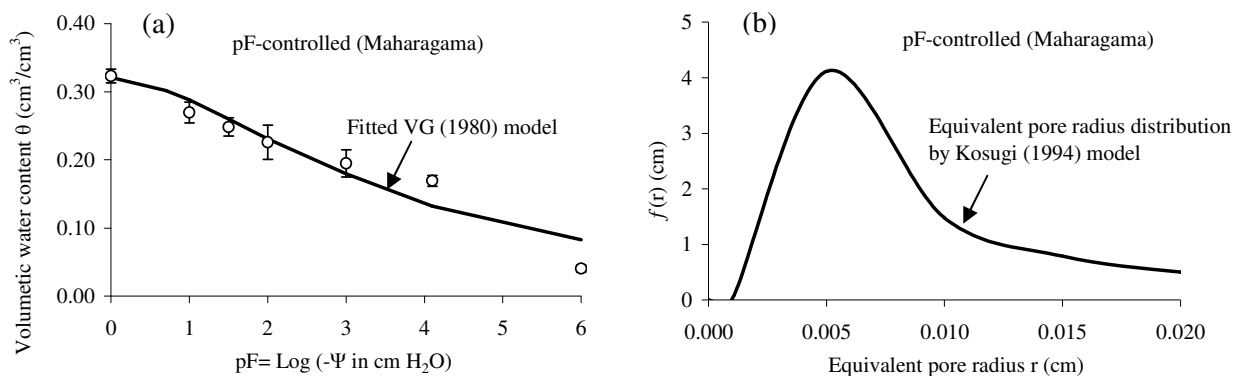 (a)
pF-controlled (Maharagama)
Fitted VG (1980) model
Volumetic water content θ (cm³/cm³)
0.40
0.30
0.20
0.10
0.00
0 1 2 3 4 5 6
pF= Log (-Ψ in cm H₂O)
(b)
pF-controlled (Maharagama)
Equivalent pore radius distribution
by Kosugi (1994) model
f (r) (cm)
5
4
3
2
1
0
0.000 0.005 0.010 0.015 0.020
Equivalent pore radius r (cm)